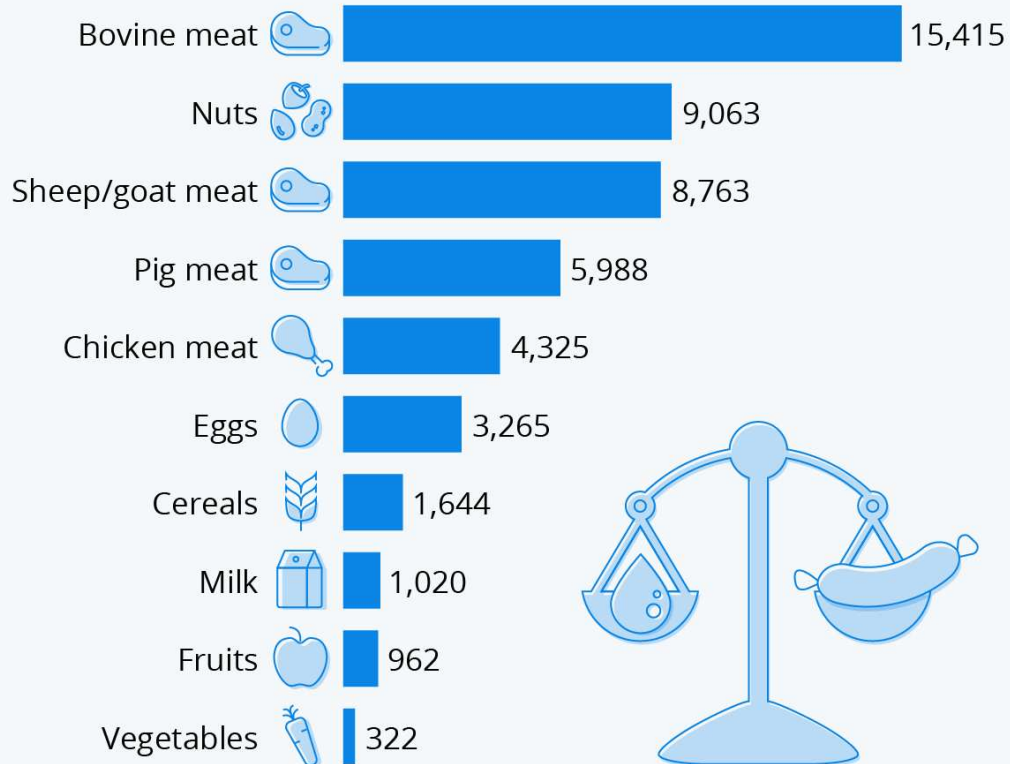 Bovine meat 15,415
Nuts 9,063
Sheep/goat meat 8,763
Pig meat 5,988
Chicken meat 4,325
Eggs 3,265
Cereals 1,644
Milk 1,020
Fruits 962
Vegetables 322